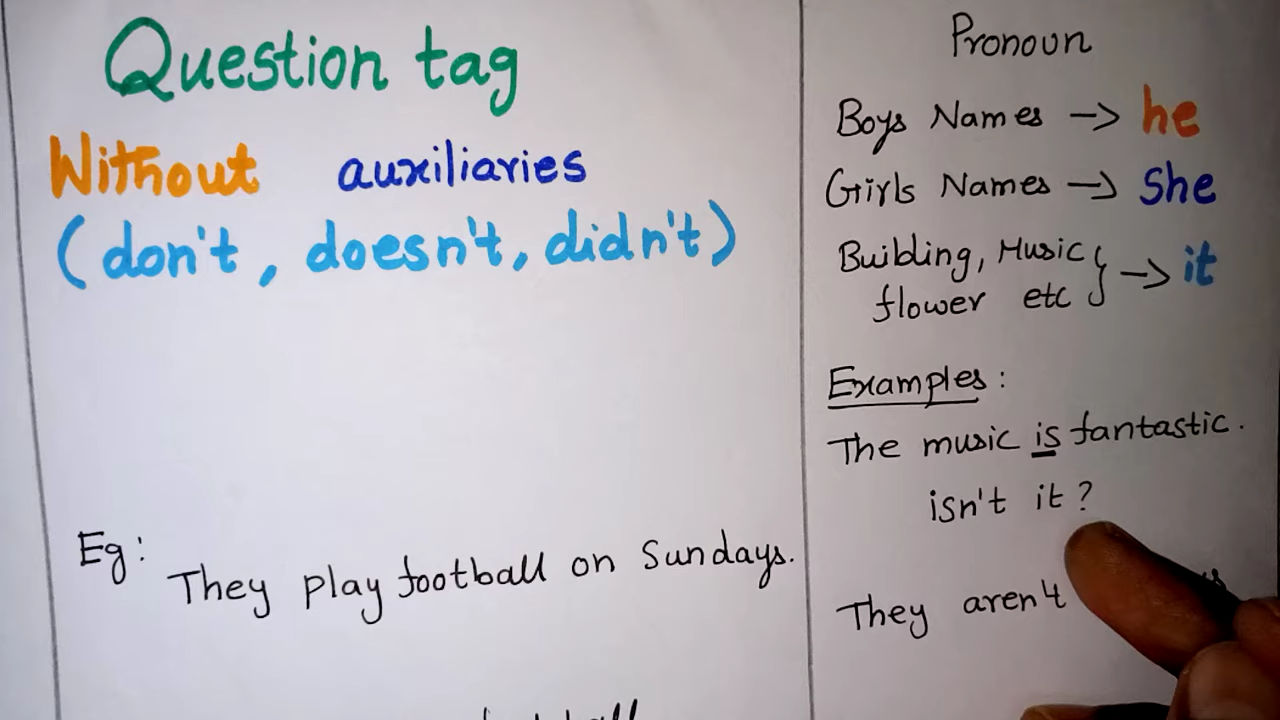 Question tag
Without auxiliaries
(don't, doesn't, didn't)
Eg:
They play football on Sundays.
Pronoun
Boys Names -> he
Girls Names -> She
Building, Music
flower etc } -> it
Examples:
The music is fantastic.
isn't it?
They aren't